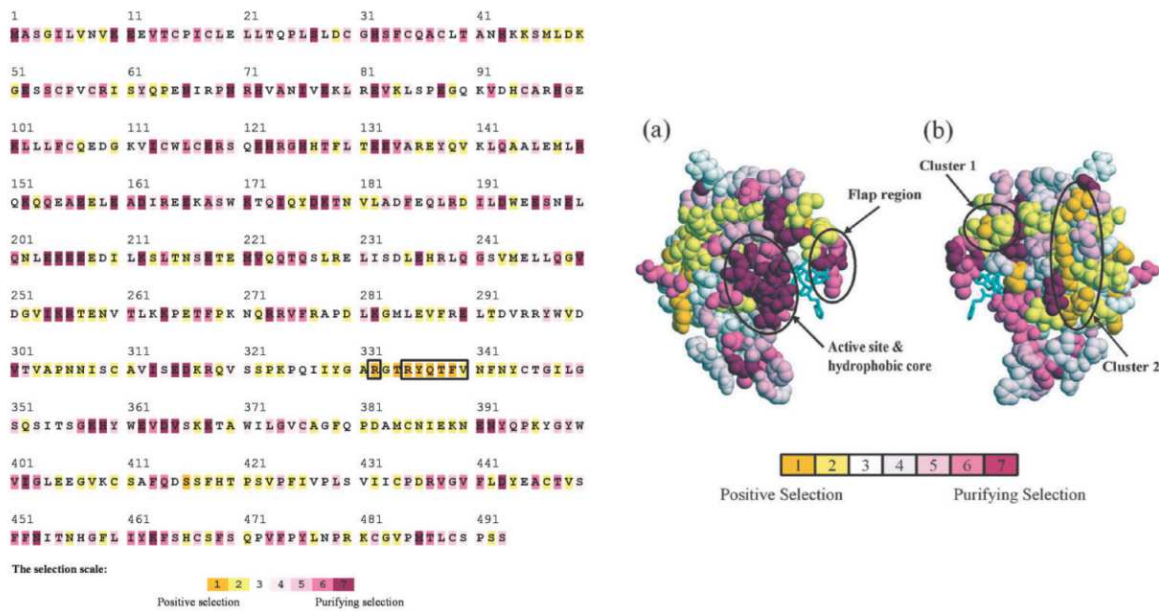 1 11 21 31 41
MASGILVNVK EEVTCPICLE LLTQPLSLDC GHSFCQACLT ANHKKSMLDK
51 61 71 81 91
GESSCPVCRI SYQPENIRPN RHVANIVEKL REVKLSPEGQ KVDHCARHGE
101 111 121 131 141
KLLLFCQEDG KVICWLCERS QEHRGHHTFL TEEVAREYQV KLQAALEMLR
151 161 171 181 191
QKQQEAEELE ADIREEKASW KTQIQYDKTN VLADFEQLRD ILDWEESNEL
201 211 221 231 241
QNLEKEEEDI LKSLTNSETE MVQQTQSLRE LISDLEHRLQ GSVMELLQGV
251 261 271 281 291
DGVIKRTENV TLKKPETFPK NQRRVFRAPD LKGMLEVFRE LTDVRRYWVD
301 311 321 331 341
VTVAPNNISC AVISEDKRQV SSPKPQIIYG ARGTRYQTFV NFNYCTGILG
351 361 371 381 391
SQSITSGKHY WEVDVSKKTA WILGVCAGFQ PDAMCNIEKN ENYQPKYGYW
401 411 421 431 441
VIGLEEGVKC SAFQDSSFHT PSVPFIVPLS VIICPDRVGV FLDYEACTVS
451 461 471 481 491
FFNITNHGFL IYKFSHCSFS QPVFPYLNPR KCGVPMTLCS PSS
The selection scale:
1 2 3 4 5 6 7
Positive selection Purifying selection
(a) (b)
Cluster 1
Flap region
Active site &
hydrophobic core
Cluster 2
1 2 3 4 5 6 7
Positive Selection Purifying Selection